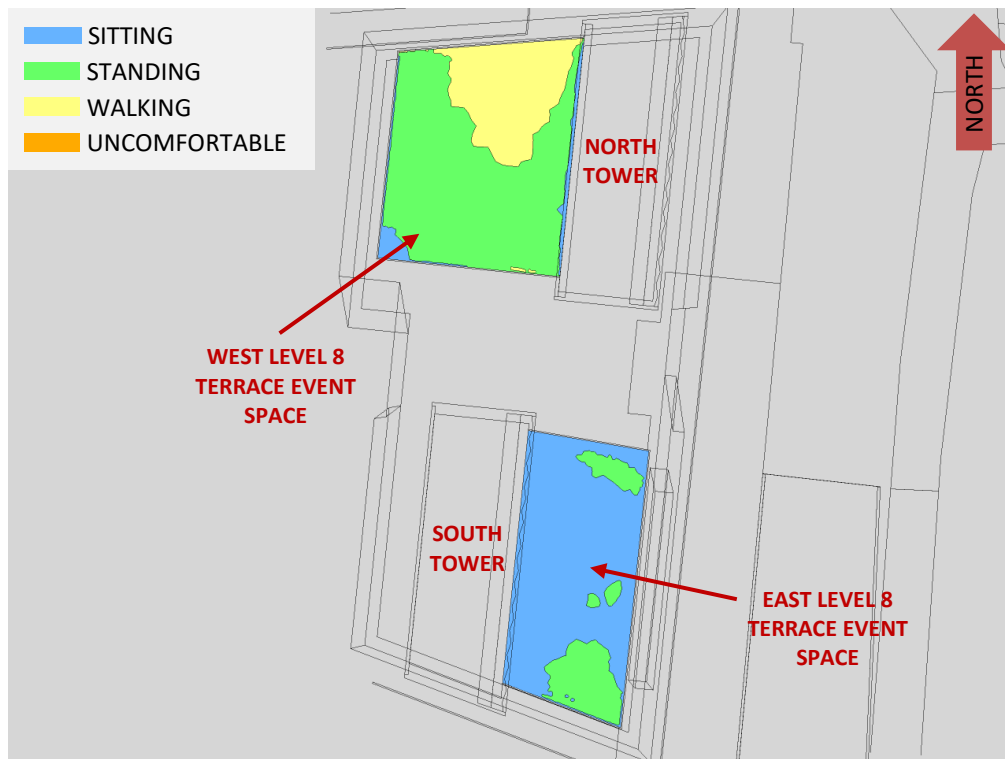 SITTING
STANDING
WALKING
UNCOMFORTABLE
NORTH
NORTH
TOWER
WEST LEVEL 8
TERRACE EVENT
SPACE
SOUTH
TOWER
EAST LEVEL 8
TERRACE EVENT
SPACE